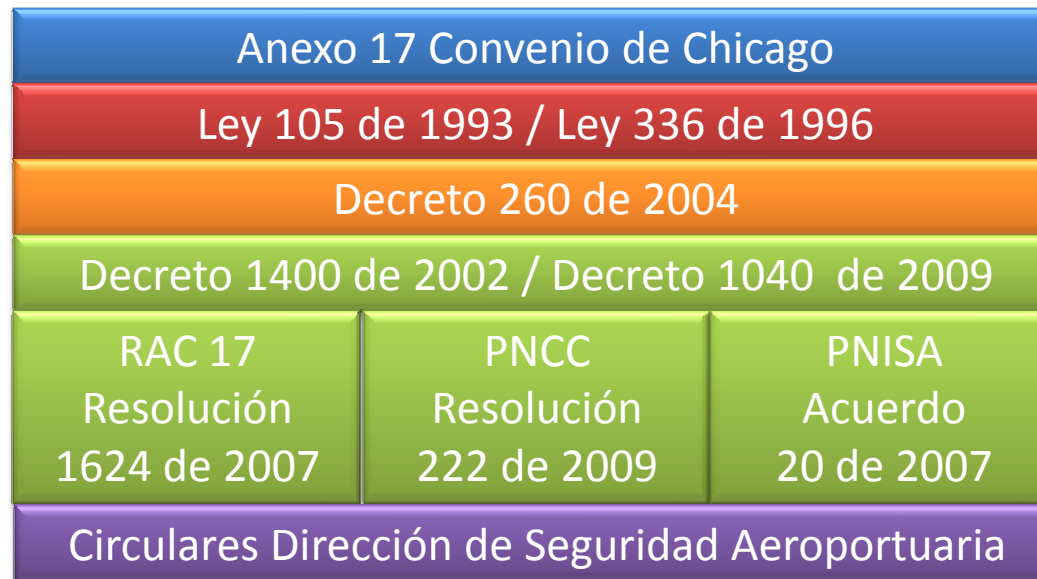 Anexo 17 Convenio de Chicago
Ley 105 de 1993 / Ley 336 de 1996
Decreto 260 de 2004
Decreto 1400 de 2002 / Decreto 1040 de 2009
RAC 17
Resolución
1624 de 2007
PNCC
Resolución
222 de 2009
PNISA
Acuerdo
20 de 2007
Circulares Dirección de Seguridad Aeroportuaria